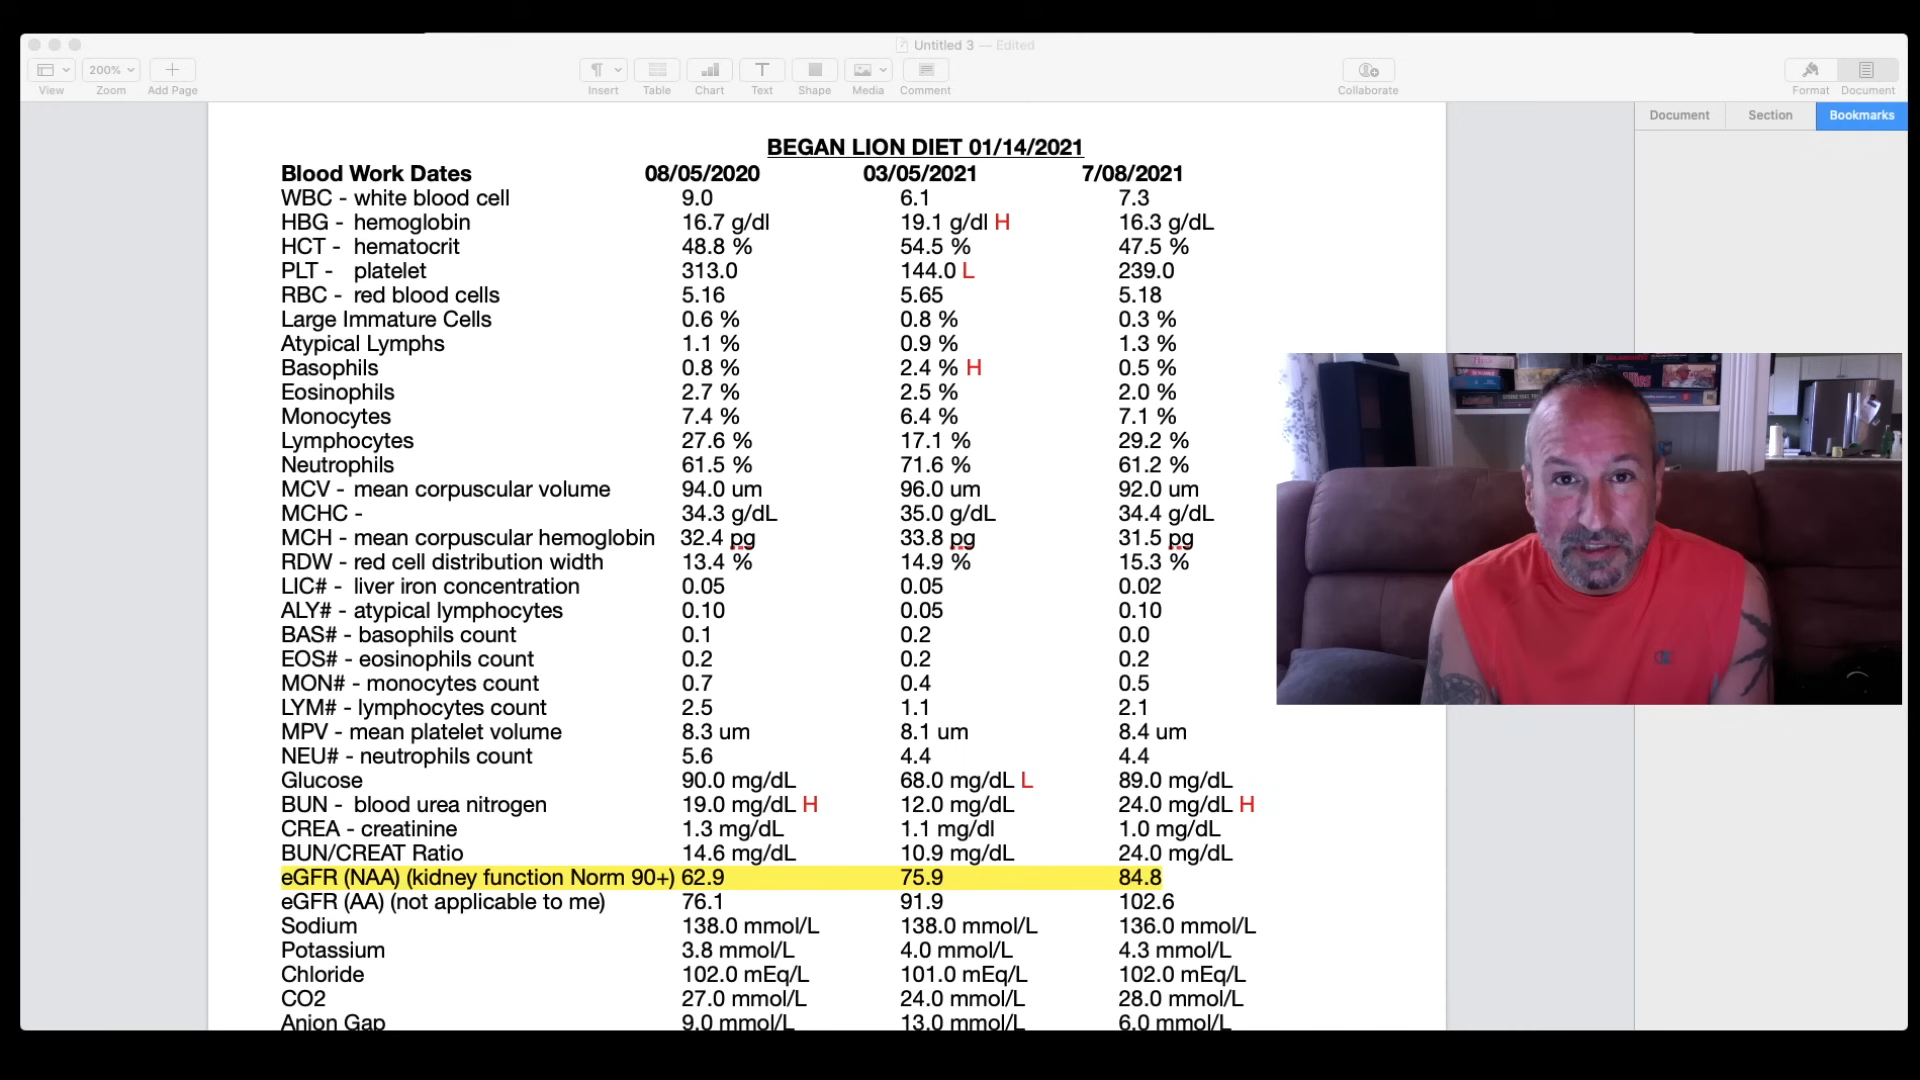 Untitled 3 — Edited
200%
View Zoom Add Page Insert Table Chart Text Shape Media Comment Collaborate Format Document
Document Section Bookmarks
BEGAN LION DIET 01/14/2021
Blood Work Dates 08/05/2020 03/05/2021 7/08/2021
WBC - white blood cell 9.0 6.1 7.3
HBG - hemoglobin 16.7 g/dl 19.1 g/dl H 16.3 g/dL
HCT - hematocrit 48.8 % 54.5 % 47.5 %
PLT - platelet 313.0 144.0 L 239.0
RBC - red blood cells 5.16 5.65 5.18
Large Immature Cells 0.6 % 0.8 % 0.3 %
Atypical Lymphs 1.1 % 0.9 % 1.3 %
Basophils 0.8 % 2.4 % H 0.5 %
Eosinophils 2.7 % 2.5 % 2.0 %
Monocytes 7.4 % 6.4 % 7.1 %
Lymphocytes 27.6 % 17.1 % 29.2 %
Neutrophils 61.5 % 71.6 % 61.2 %
MCV - mean corpuscular volume 94.0 um 96.0 um 92.0 um
MCHC - 34.3 g/dL 35.0 g/dL 34.4 g/dL
MCH - mean corpuscular hemoglobin 32.4 pg 33.8 pg 31.5 pg
RDW - red cell distribution width 13.4 % 14.9 % 15.3 %
LIC# - liver iron concentration 0.05 0.05 0.02
ALY# - atypical lymphocytes 0.10 0.05 0.10
BAS# - basophils count 0.1 0.2 0.0
EOS# - eosinophils count 0.2 0.2 0.2
MON# - monocytes count 0.7 0.4 0.5
LYM# - lymphocytes count 2.5 1.1 2.1
MPV - mean platelet volume 8.3 um 8.1 um 8.4 um
NEU# - neutrophils count 5.6 4.4 4.4
Glucose 90.0 mg/dL 68.0 mg/dL L 89.0 mg/dL
BUN - blood urea nitrogen 19.0 mg/dL H 12.0 mg/dL 24.0 mg/dL H
CREA - creatinine 1.3 mg/dL 1.1 mg/dl 1.0 mg/dL
BUN/CREAT Ratio 14.6 mg/dL 10.9 mg/dL 24.0 mg/dL
eGFR (NAA) (kidney function Norm 90+) 62.9 75.9 84.8
eGFR (AA) (not applicable to me) 76.1 91.9 102.6
Sodium 138.0 mmol/L 138.0 mmol/L 136.0 mmol/L
Potassium 3.8 mmol/L 4.0 mmol/L 4.3 mmol/L
Chloride 102.0 mEq/L 101.0 mEq/L 102.0 mEq/L
CO2 27.0 mmol/L 24.0 mmol/L 28.0 mmol/L
Anion Gap 9.0 mmol/L 13.0 mmol/L 6.0 mmol/L